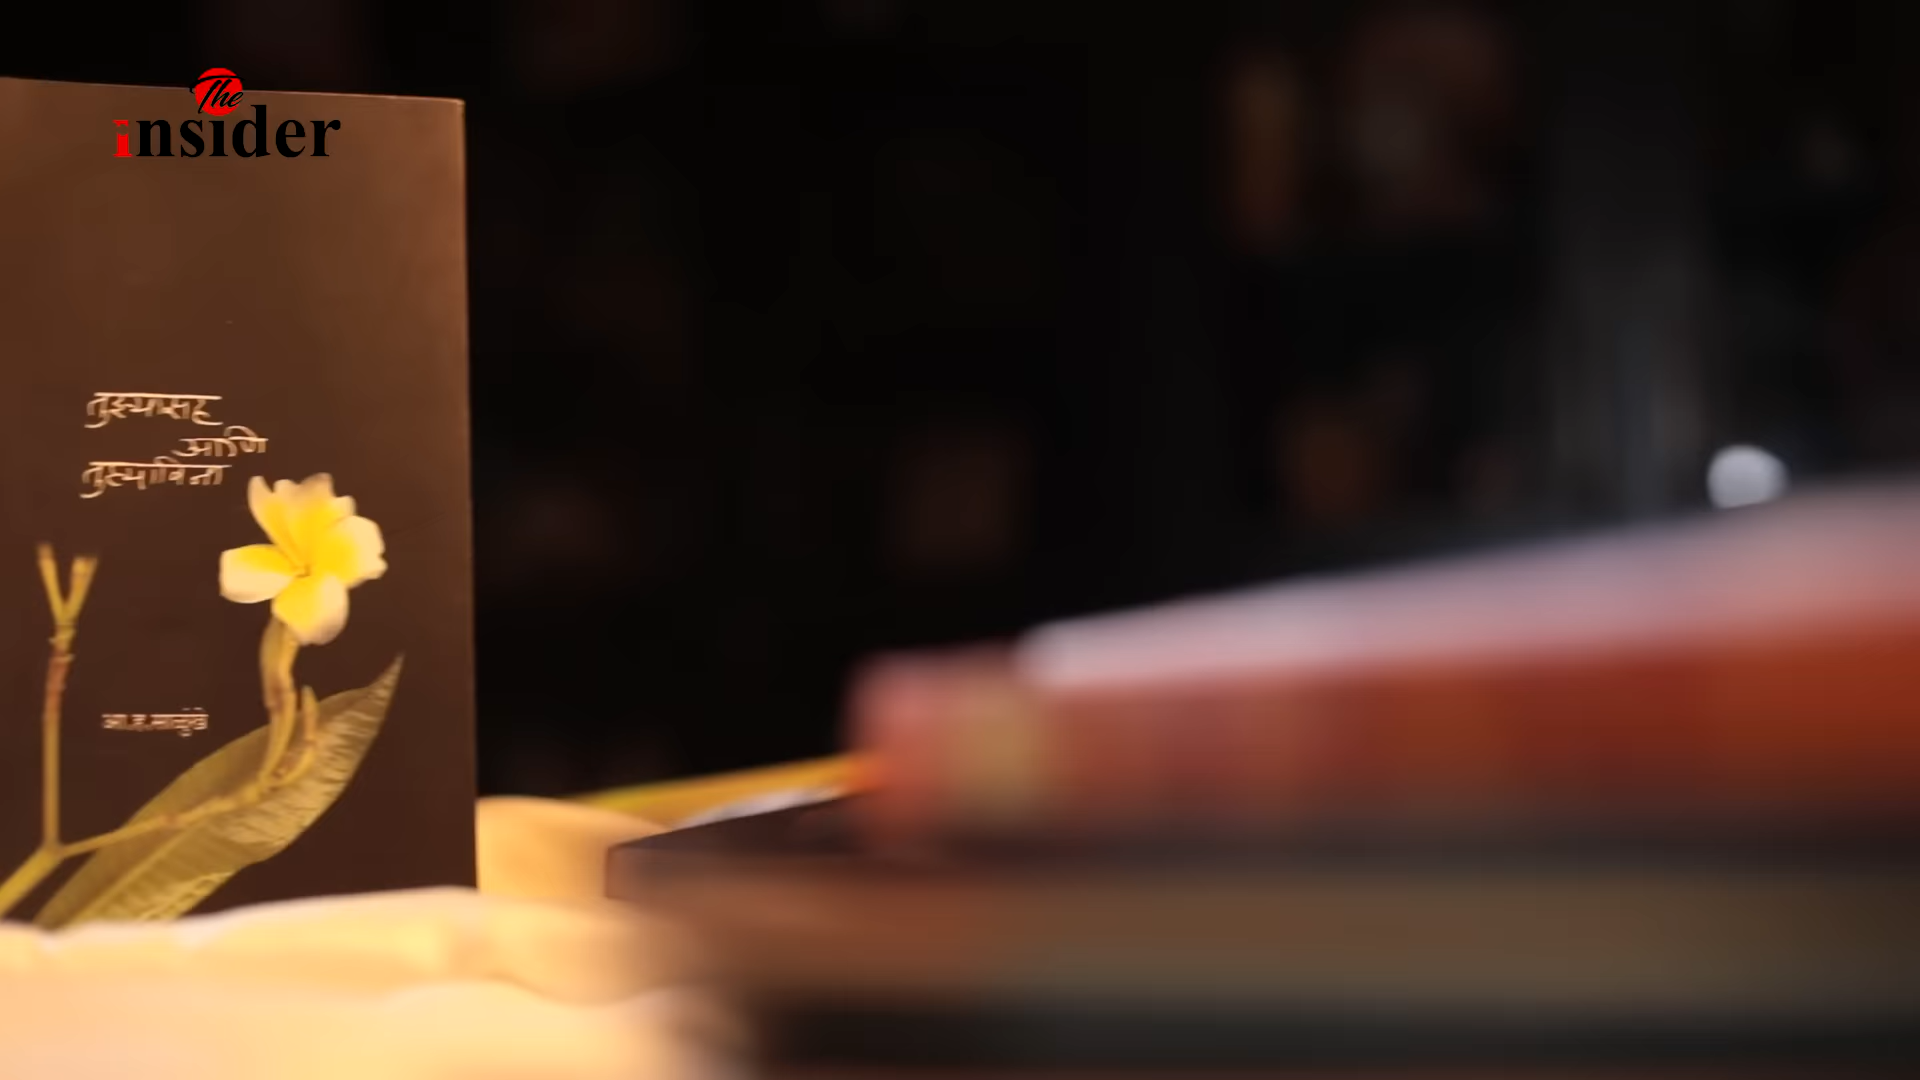 The
insider
तुझ्यासह
आणि
तुझ्याविना
आ.ह.साळुंखे